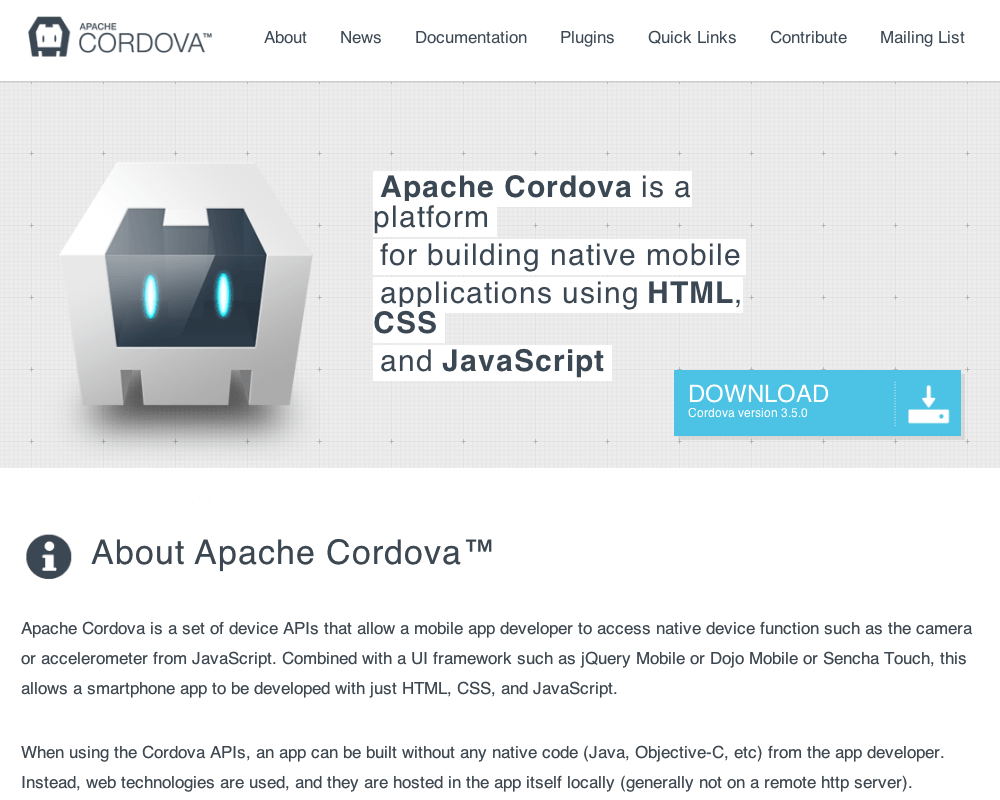 APACHE
CORDOVA™
About News Documentation Plugins Quick Links Contribute Mailing List
Apache Cordova is a
platform
for building native mobile
applications using HTML,
CSS
and JavaScript
DOWNLOAD
Cordova version 3.5.0
About Apache Cordova™
Apache Cordova is a set of device APIs that allow a mobile app developer to access native device function such as the camera
or accelerometer from JavaScript. Combined with a UI framework such as jQuery Mobile or Dojo Mobile or Sencha Touch, this
allows a smartphone app to be developed with just HTML, CSS, and JavaScript.
When using the Cordova APIs, an app can be built without any native code (Java, Objective-C, etc) from the app developer.
Instead, web technologies are used, and they are hosted in the app itself locally (generally not on a remote http server).